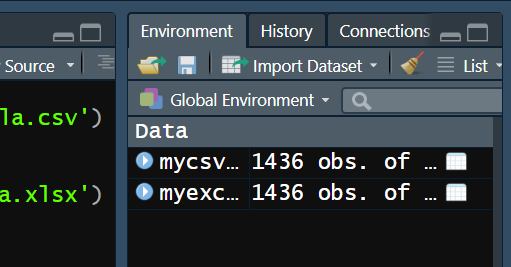 Environment History Connections
Source
Import Dataset List
la.csv')
Global Environment
Data
mycsv… 1436 obs. of …
a.xlsx')
myexc… 1436 obs. of …